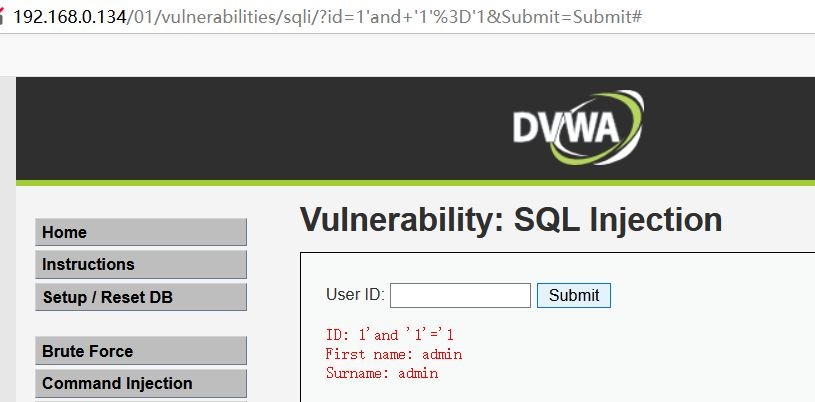 192.168.0.134/01/vulnerabilities/sqli/?id=1'and+'1'%3D'1&Submit=Submit#
DVWA
Vulnerability: SQL Injection
Home
Instructions
Setup / Reset DB
Brute Force
Command Injection
User ID:
Submit
ID: 1'and '1'='1
First name: admin
Surname: admin